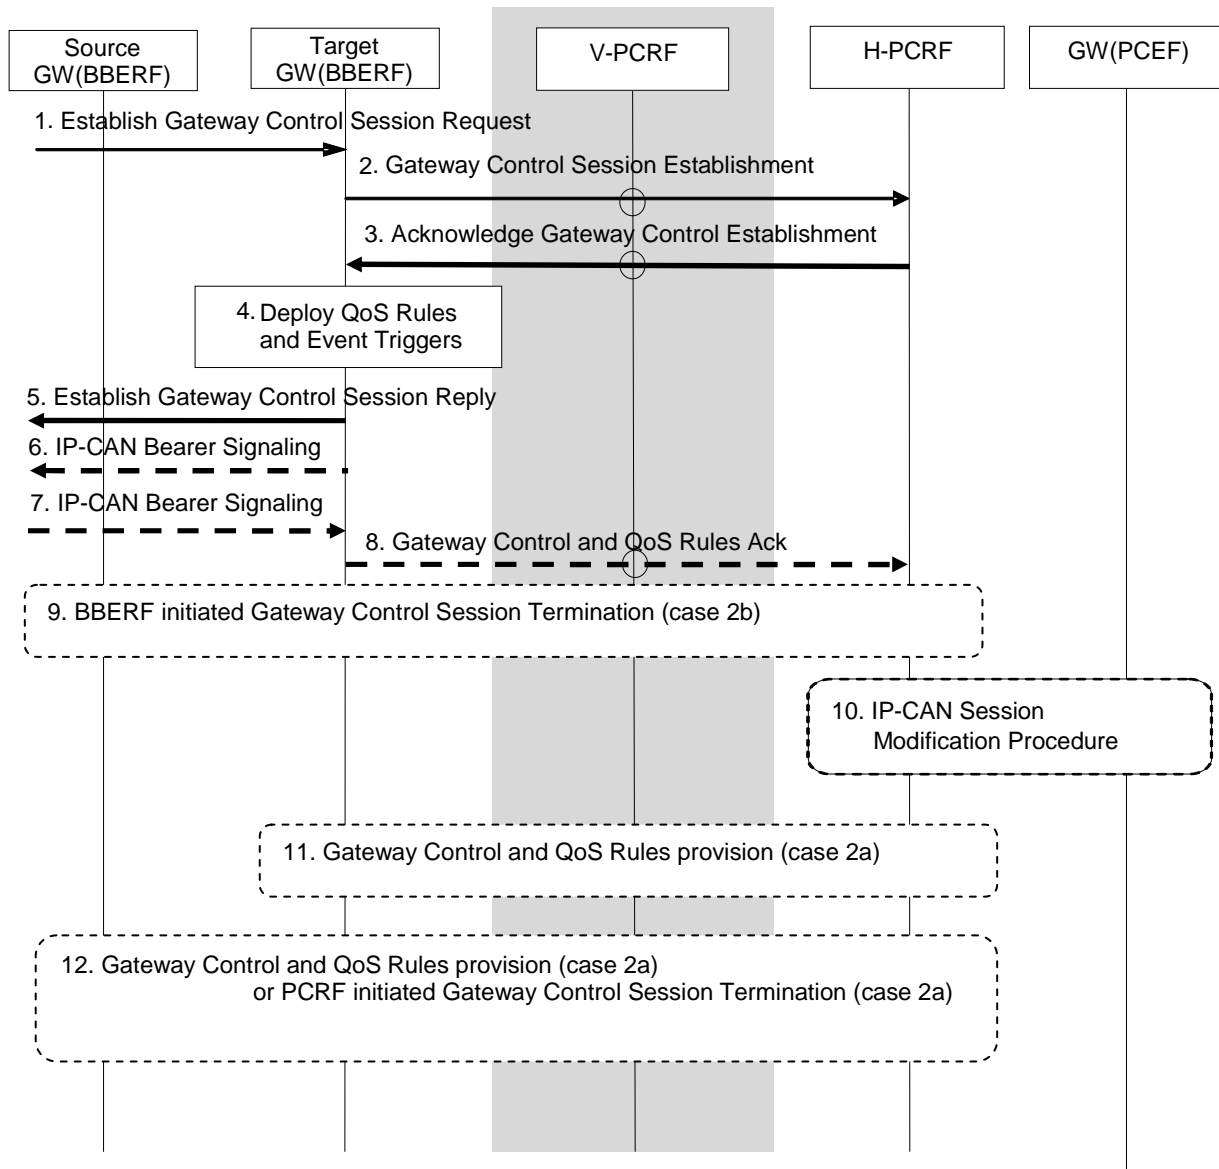 Source
GW(BBERF)
Target
GW(BBERF)
V-PCRF
H-PCRF
GW(PCEF)
1. Establish Gateway Control Session Request
2. Gateway Control Session Establishment
3. Acknowledge Gateway Control Establishment
4. Deploy QoS Rules
and Event Triggers
5. Establish Gateway Control Session Reply
6. IP-CAN Bearer Signaling
7. IP-CAN Bearer Signaling
8. Gateway Control and QoS Rules Ack
9. BBERF initiated Gateway Control Session Termination (case 2b)
10. IP-CAN Session
Modification Procedure
11. Gateway Control and QoS Rules provision (case 2a)
12. Gateway Control and QoS Rules provision (case 2a)
or PCRF initiated Gateway Control Session Termination (case 2a)